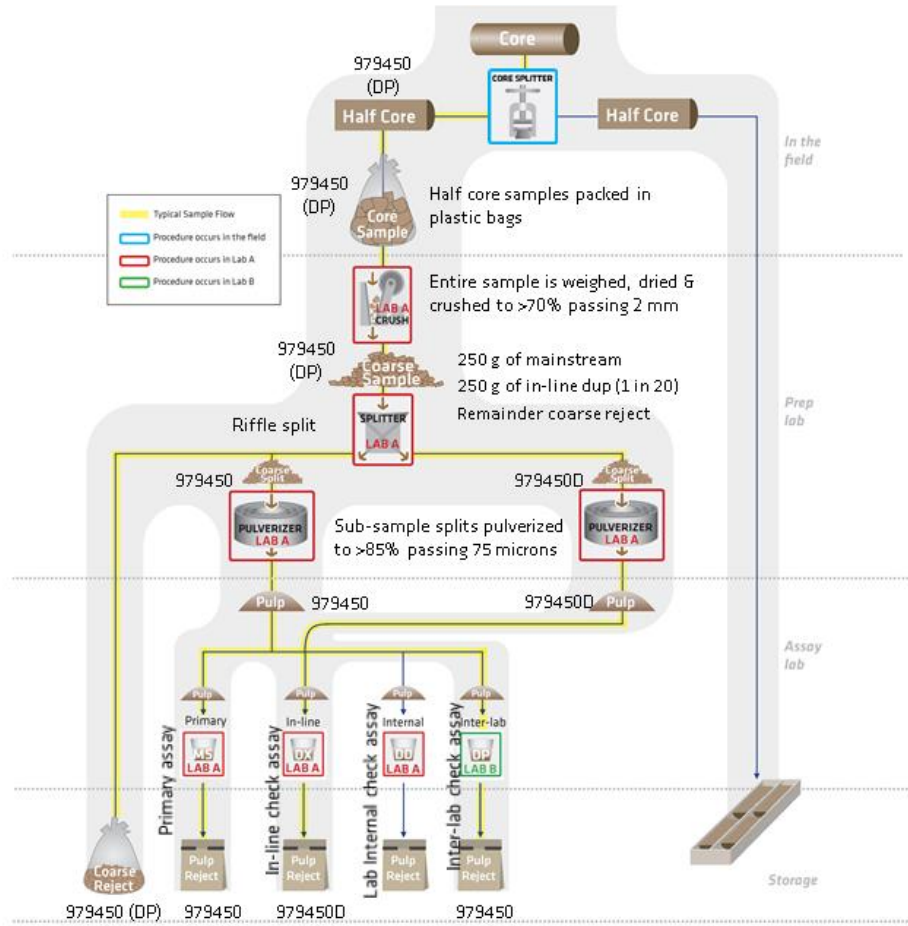 Core
979450
(DP)
CORE SPLITTER
Half Core
Half Core
In the
field
979450
(DP)
Core
Sample
Half core samples packed in
plastic bags
Typical Sample Flow
Procedure occurs in the field
Procedure occurs in Lab A
Procedure occurs in Lab B
LAB A
CRUSH
Entire sample is weighed, dried &
crushed to >70% passing 2 mm
979450
(DP)
Coarse
Sample
250 g of mainstream
250 g of in-line dup (1 in 20)
Remainder coarse reject
Prep
lab
Riffle split
SPLITTER
LAB A
979450
Coarse
Split
979450D
Coarse
Split
PULVERIZER
LAB A
Sub-sample splits pulverized
to >85% passing 75 microns
PULVERIZER
LAB A
Pulp
979450
979450D
Pulp
Assay
lab
Pulp
Pulp
Pulp
Pulp
Primary
In-line
Internal
Inter-lab
MS
LAB A
DX
LAB A
DD
LAB A
DP
LAB B
Primary assay
In-line check assay
Lab Internal check assay
Inter-lab check assay
Coarse
Reject
Pulp
Reject
Pulp
Reject
Pulp
Reject
Pulp
Reject
Storage
979450 (DP)
979450
979450D
979450